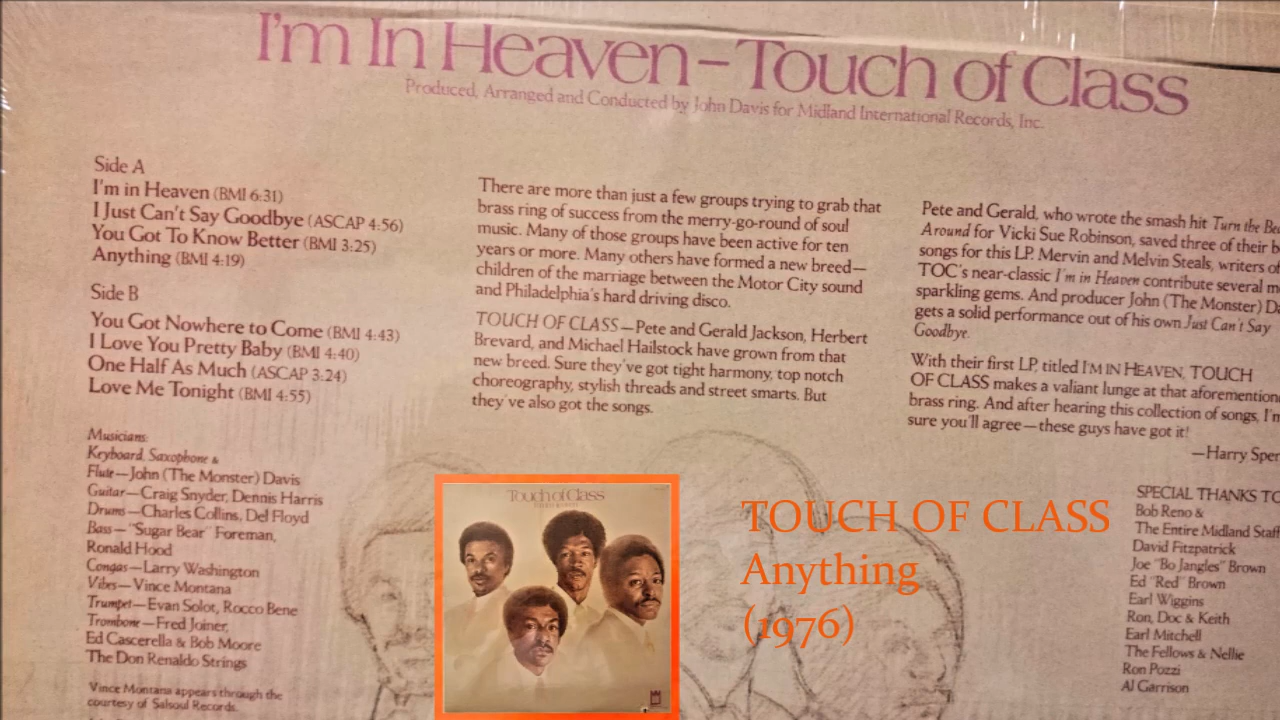 I'm In Heaven–Touch of Class
Produced, Arranged and Conducted by John Davis for Midland International Records, Inc.
Side A
I'm in Heaven (BMI 6:31)
I Just Can't Say Goodbye (ASCAP 4:56)
You Got To Know Better (BMI 3:25)
Anything (BMI 4:19)
Side B
You Got Nowhere to Come (BMI 4:43)
I Love You Pretty Baby (BMI 4:40)
One Half As Much (ASCAP 3:24)
Love Me Tonight (BMI 4:55)
Musicians:
Keyboard, Saxophone &
Flute—John (The Monster) Davis
Guitar—Craig Snyder, Dennis Harris
Drums—Charles Collins, Del Floyd
Bass—"Sugar Bear" Foreman,
Ronald Hood
Congas—Larry Washington
Vibes—Vince Montana
Trumpet—Evan Solot, Rocco Bene
Trombone—Fred Joiner,
Ed Cascerella & Bob Moore
The Don Renaldo Strings
Vince Montana appears through the
courtesy of Salsoul Records.
There are more than just a few groups trying to grab that
brass ring of success from the merry-go-round of soul
music. Many of those groups have been active for ten
years or more. Many others have formed a new breed—
children of the marriage between the Motor City sound
and Philadelphia's hard driving disco.
TOUCH OF CLASS—Pete and Gerald Jackson, Herbert
Brevard, and Michael Hailstock have grown from that
new breed. Sure they've got tight harmony, top notch
choreography, stylish threads and street smarts. But
they've also got the songs.
Pete and Gerald, who wrote the smash hit Turn the Be
Around for Vicki Sue Robinson, saved three of their b
songs for this LP. Mervin and Melvin Steals, writers of
TOC's near-classic I'm in Heaven contribute several m
sparkling gems. And producer John (The Monster) Da
gets a solid performance out of his own Just Can't Say
Goodbye.
With their first LP, titled I'M IN HEAVEN, TOUCH
OF CLASS makes a valiant lunge at that aforemention
brass ring. And after hearing this collection of songs, I'm
sure you'll agree—these guys have got it!
—Harry Spen
SPECIAL THANKS TO
Bob Reno &
The Entire Midland Staff
David Fitzpatrick
Joe "Bo Jangles" Brown
Ed "Red" Brown
Earl Wiggins
Ron, Doc & Keith
Earl Mitchell
The Fellows & Nellie
Ron Pozzi
Al Garrison
Touch of Class
TOUCH OF CLASS
Anything
(1976)